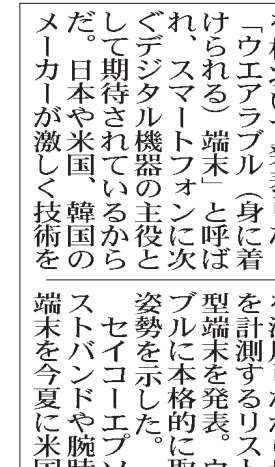 「ウエアラブル（身に着
けられる）端末」と呼ば
れ、スマートフォンに次
ぐデジタル機器の主役と
して期待されているから
だ。日本や米国、韓国の
メーカーが激しく技術を
を計測するリスト
型端末を発表。ウ
ブルに本格的に取
姿勢を示した。
セイコーエプソ
ストバンドや腕時
端末を今夏に米国